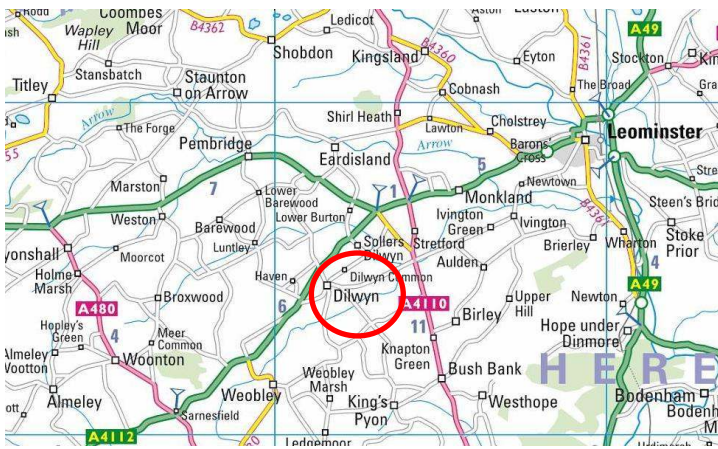 Coombes
Moor
Wapley
Hill
B4362
Ledicot
Shobdon
Kingsland
B4360
Eyton
B4361
A49
Stockton
Titley
Stansbatch
Staunton
on Arrow
Cobnash
The Broad
Arrow
The Forge
Shirl Heath
Lawton
Cholstrey
Leominster
Pembridge
Eardisland
Arrow
Barons'
Cross
5
Marston
7
Lower
Barewood
1
Monkland
Newtown
Weston
Barewood
Lower Burton
Ivington
Green
Ivington
B4361
Steen's Brid
Luntley
Sollers
Dilwyn
Stretford
Brierley
Wharton
Stoke
Prior
yonshall
Moorcot
Dilwyn Common
Aulden
4
Holme
Marsh
Haven
Dilwyn
A49
A480
Broxwood
6
A4110
Upper
Hill
Newton
Hopley's
Green
4
Meer
Common
11
Birley
Hope under
Dinmore
Almeley
Wootton
Woonton
Knapton
Green
HERE
Weobley
Marsh
Bush Bank
Almeley
Weobley
King's
Pyon
Westhope
Bodenham
Sarnesfield
A4112
Ledgemoor